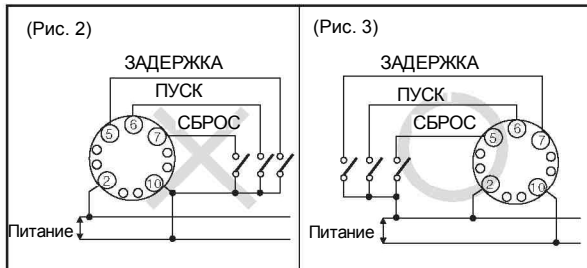 (Рис. 2)
ЗАДЕРЖКА
ПУСК
СБРОС
5
6
7
2
10
Питание
(Рис. 3)
ЗАДЕРЖКА
ПУСК
СБРОС
5
6
7
2
10
Питание